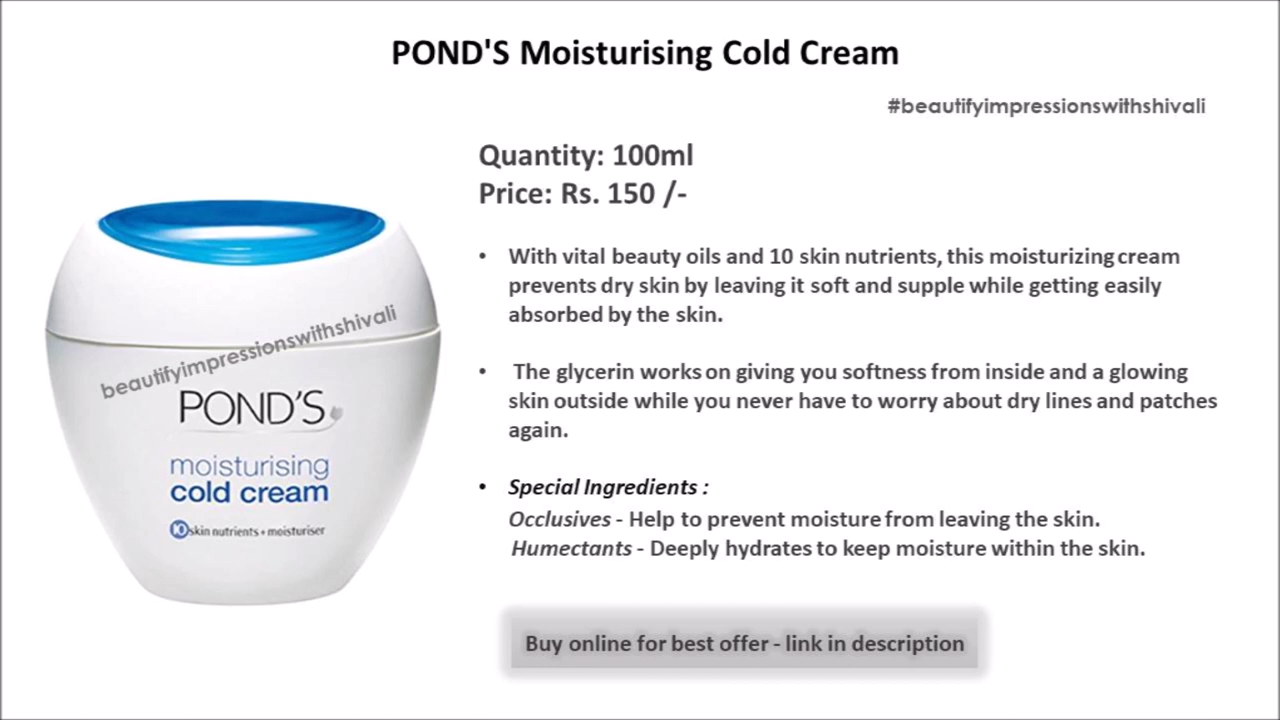 POND'S Moisturising Cold Cream
#beautifyimpressionswithshivali
Quantity: 100ml
Price: Rs. 150 /-
• With vital beauty oils and 10 skin nutrients, this moisturizing cream
prevents dry skin by leaving it soft and supple while getting easily
absorbed by the skin.
• The glycerin works on giving you softness from inside and a glowing
skin outside while you never have to worry about dry lines and patches
again.
• Special Ingredients :
Occlusives - Help to prevent moisture from leaving the skin.
Humectants - Deeply hydrates to keep moisture within the skin.
Buy online for best offer - link in description
beautifyimpressionswithshivali
POND'S
moisturising
cold cream
10 skin nutrients + moisturiser